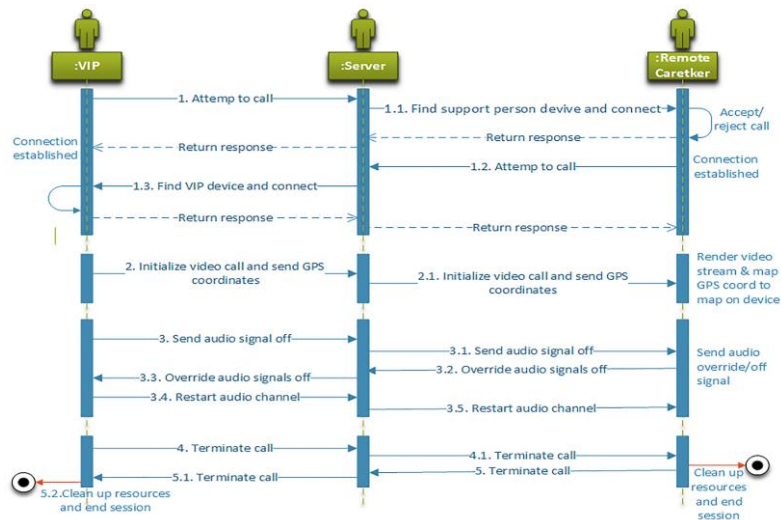 :VIP
:Server
:Remote
Caretker
1. Attemp to call
1.1. Find support person devive and connect
Accept/
reject call
Connection
established
Return response
Return response
1.2. Attemp to call
Connection
established
1.3. Find VIP device and connect
Return response
Return response
2. Initialize video call and send GPS
coordinates
2.1. Initialize video call and send GPS
coordinates
Render video
stream & map
GPS coord to
map on device
3. Send audio signal off
3.1. Send audio signal off
3.2. Override audio signals off
3.3. Override audio signals off
Send audio
override/off
signal
3.4. Restart audio channel
3.5. Restart audio channel
4. Terminate call
4.1. Terminate call
5. Terminate call
5.1. Terminate call
5.2.Clean up resources
and end session
Clean up
resources
and end
session